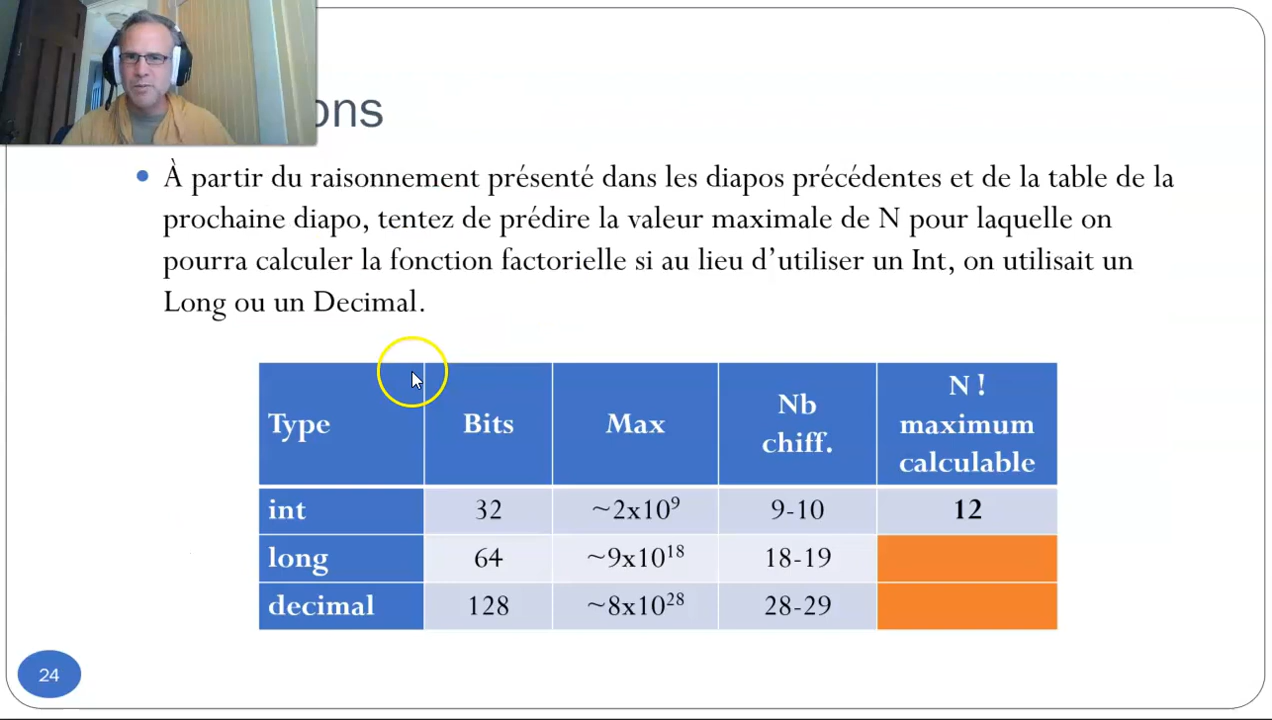 ons
À partir du raisonnement présenté dans les diapos précédentes et de la table de la
prochaine diapo, tentez de prédire la valeur maximale de N pour laquelle on
pourra calculer la fonction factorielle si au lieu d’utiliser un Int, on utilisait un
Long ou un Decimal.
Type Bits Max Nb chiff. N! maximum calculable
int 32 ~2x10⁹ 9-10 12
long 64 ~9x10¹⁸ 18-19
decimal 128 ~8x10²⁸ 28-29
24